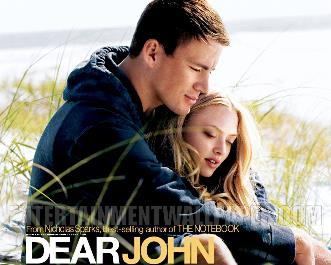 ENTERTAINMENTWALLPAPER.COM
From Nicholas Sparks, best-selling author of THE NOTEBOOK
DEAR JOHN